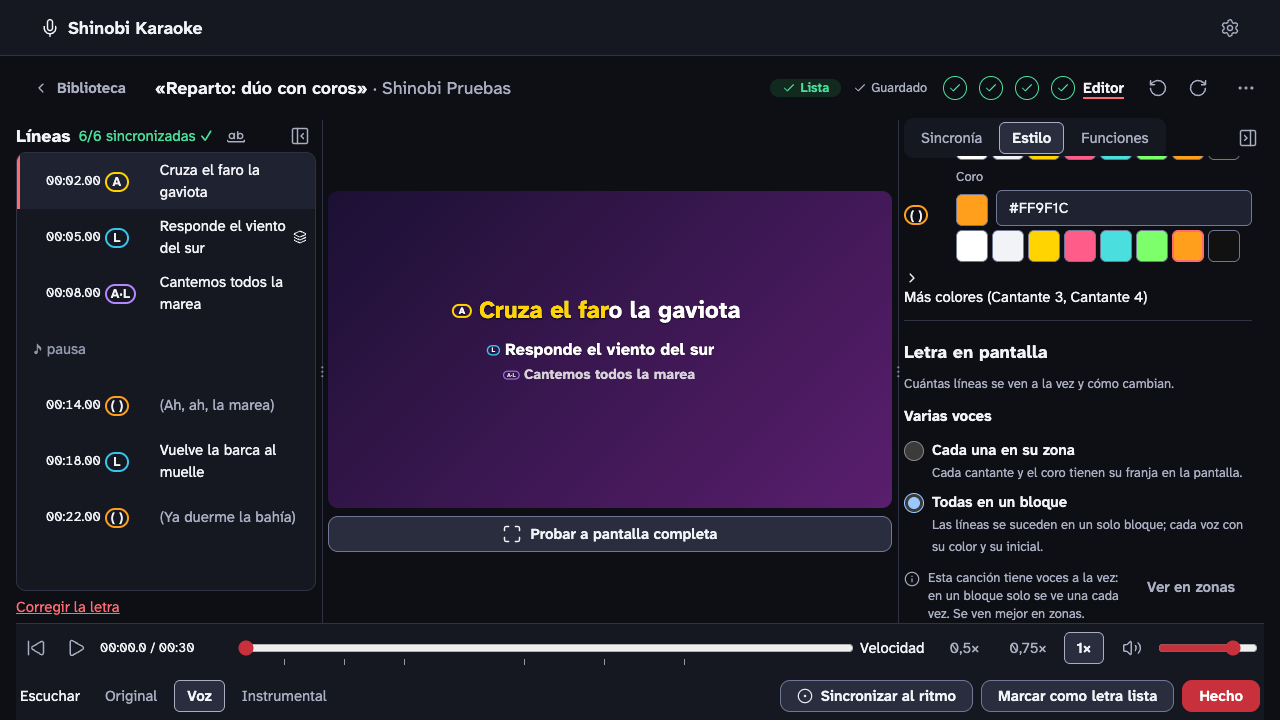 Shinobi Karaoke
Biblioteca
«Reparto: dúo con coros» · Shinobi Pruebas
Lista
Guardado
Editor
Líneas
6/6 sincronizadas
ab
00:02.00 A Cruza el faro la
gaviota
00:05.00 L Responde el viento
del sur
00:08.00 A·L Cantemos todos la
marea
pausa
00:14.00 () (Ah, ah, la marea)
00:18.00 L Vuelve la barca al
muelle
00:22.00 () (Ya duerme la bahía)
Corregir la letra
A Cruza el faro la gaviota
L Responde el viento del sur
A·L Cantemos todos la marea
Probar a pantalla completa
Sincronía
Estilo
Funciones
Coro
() #FF9F1C
Más colores (Cantante 3, Cantante 4)
Letra en pantalla
Cuántas líneas se ven a la vez y cómo cambian.
Varias voces
Cada una en su zona
Cada cantante y el coro tienen su franja en la pantalla.
Todas en un bloque
Las líneas se suceden en un solo bloque; cada voz con
su color y su inicial.
Esta canción tiene voces a la vez:
en un bloque solo se ve una cada
vez. Se ven mejor en zonas.
Ver en zonas
00:00.0 / 00:30
Velocidad
0,5×
0,75×
1×
Escuchar
Original
Voz
Instrumental
Sincronizar al ritmo
Marcar como letra lista
Hecho